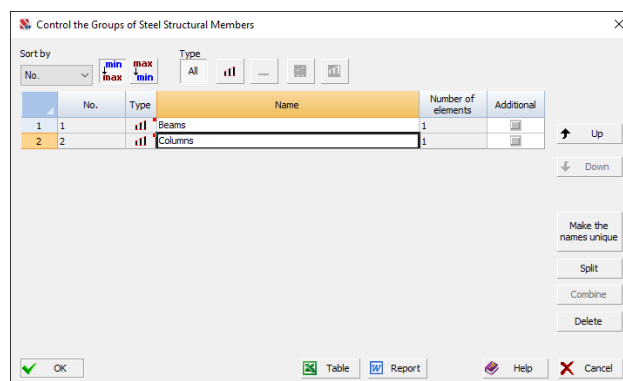 Control the Groups of Steel Structural Members
Sort by
No.
min
max
max
min
Type
All
No.
Type
Name
Number of
elements
Additional
1 1 Beams 1
2 2 Columns 1
Up
Down
Make the
names unique
Split
Combine
Delete
OK
Table
Report
Help
Cancel